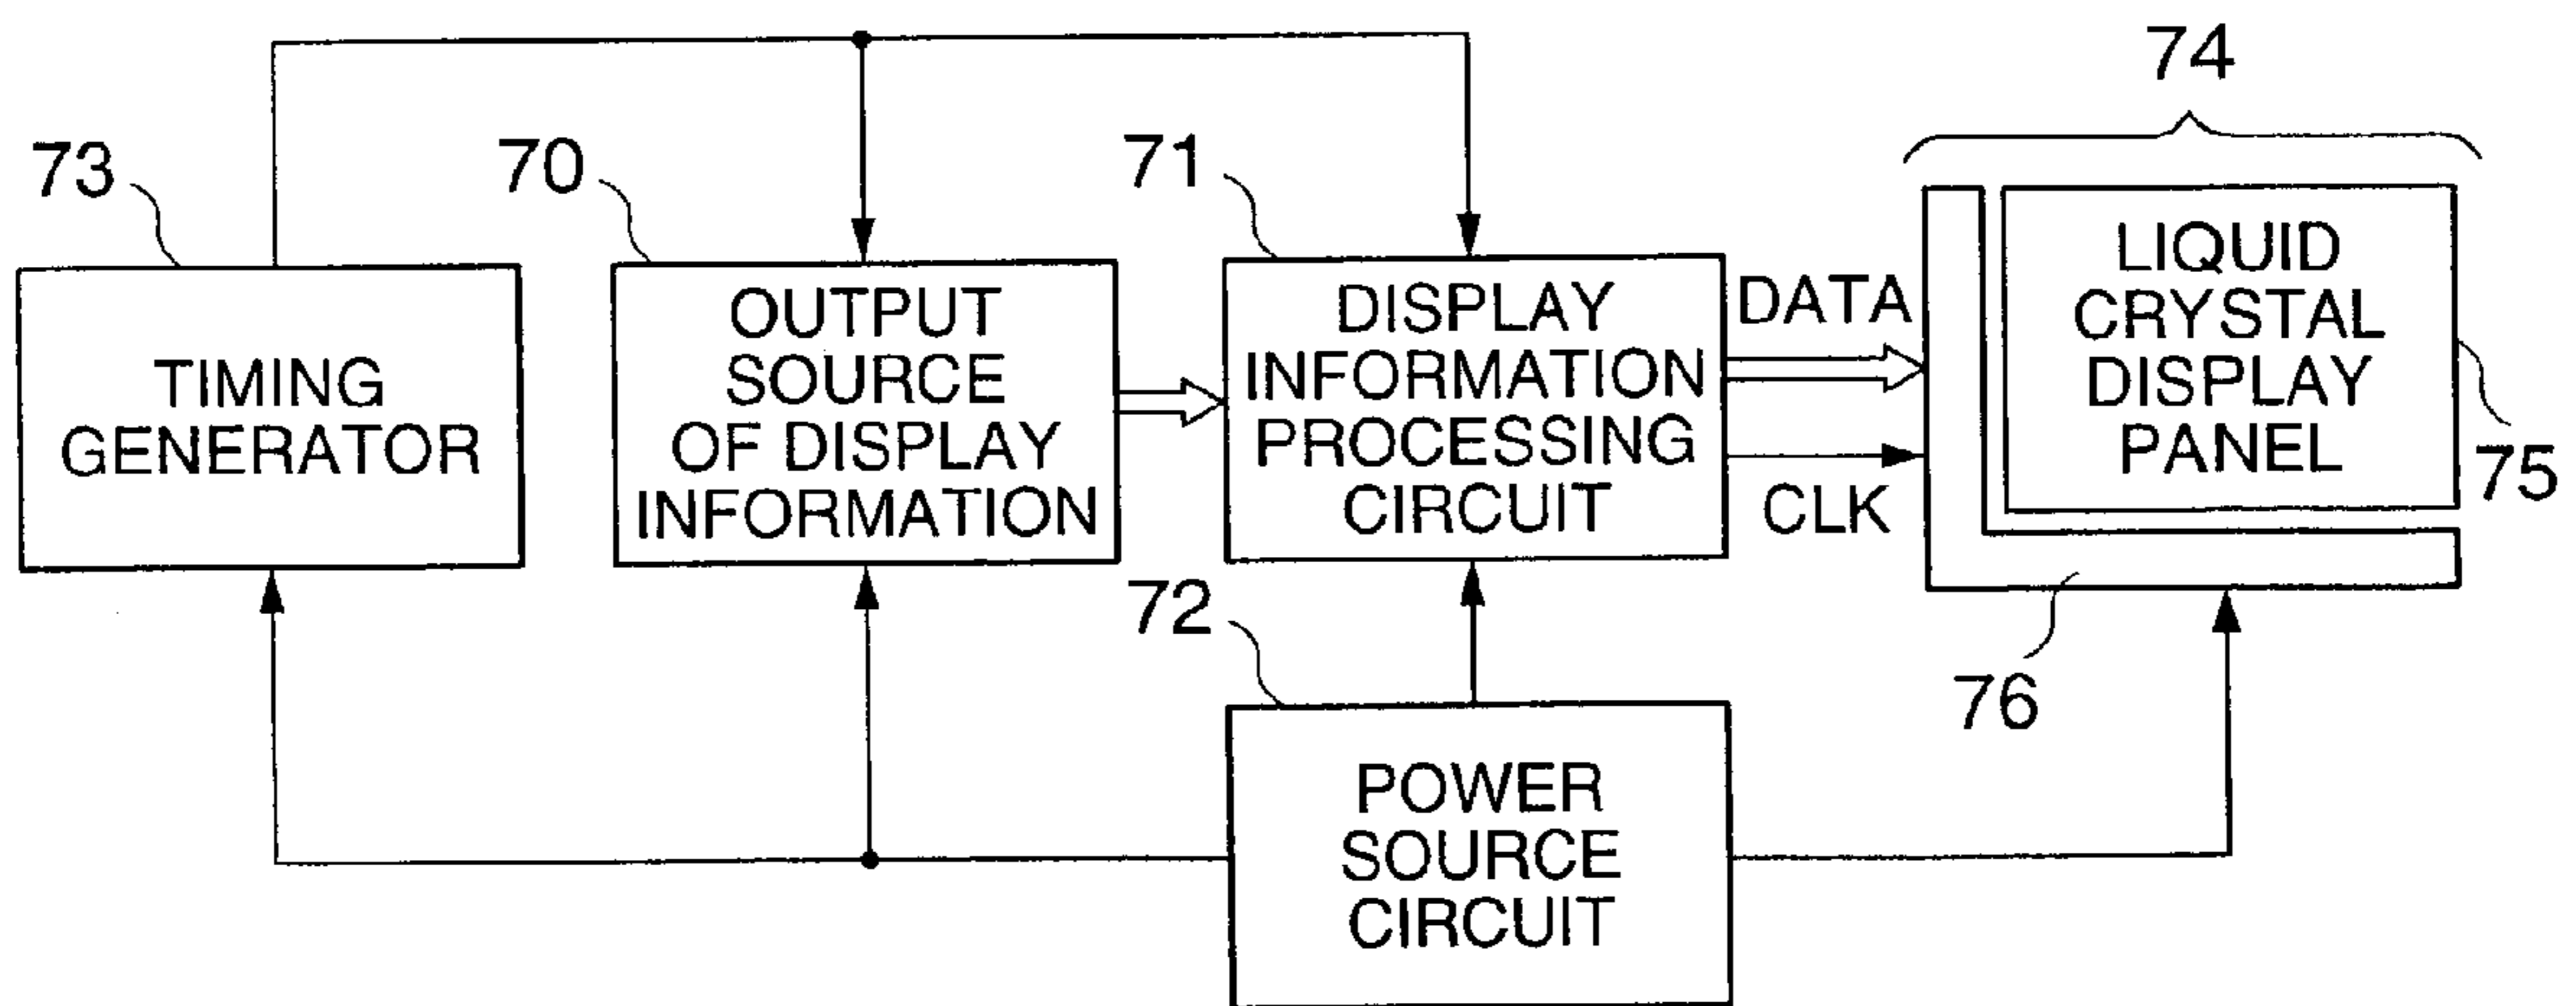 74
73
70
71
TIMING
GENERATOR
OUTPUT
SOURCE
OF DISPLAY
INFORMATION
DISPLAY
INFORMATION
PROCESSING
CIRCUIT
DATA
CLK
LIQUID
CRYSTAL
DISPLAY
PANEL
75
72
76
POWER
SOURCE
CIRCUIT